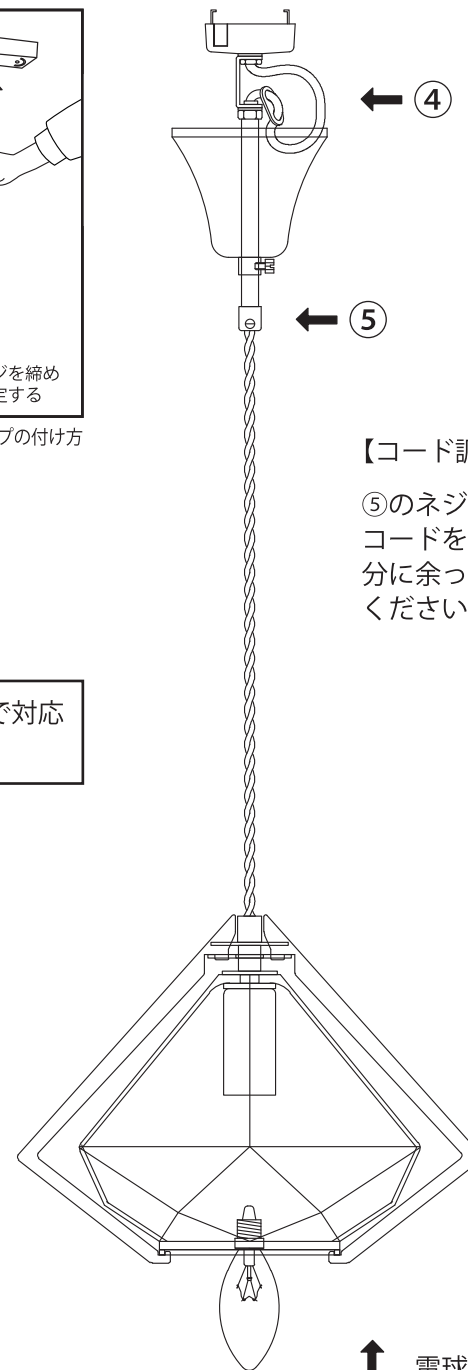 ④
⑤
ジを締め
定する
プの付け方
【コード調
⑤のネジ
コードを
分に余っ
ください
で対応
電球